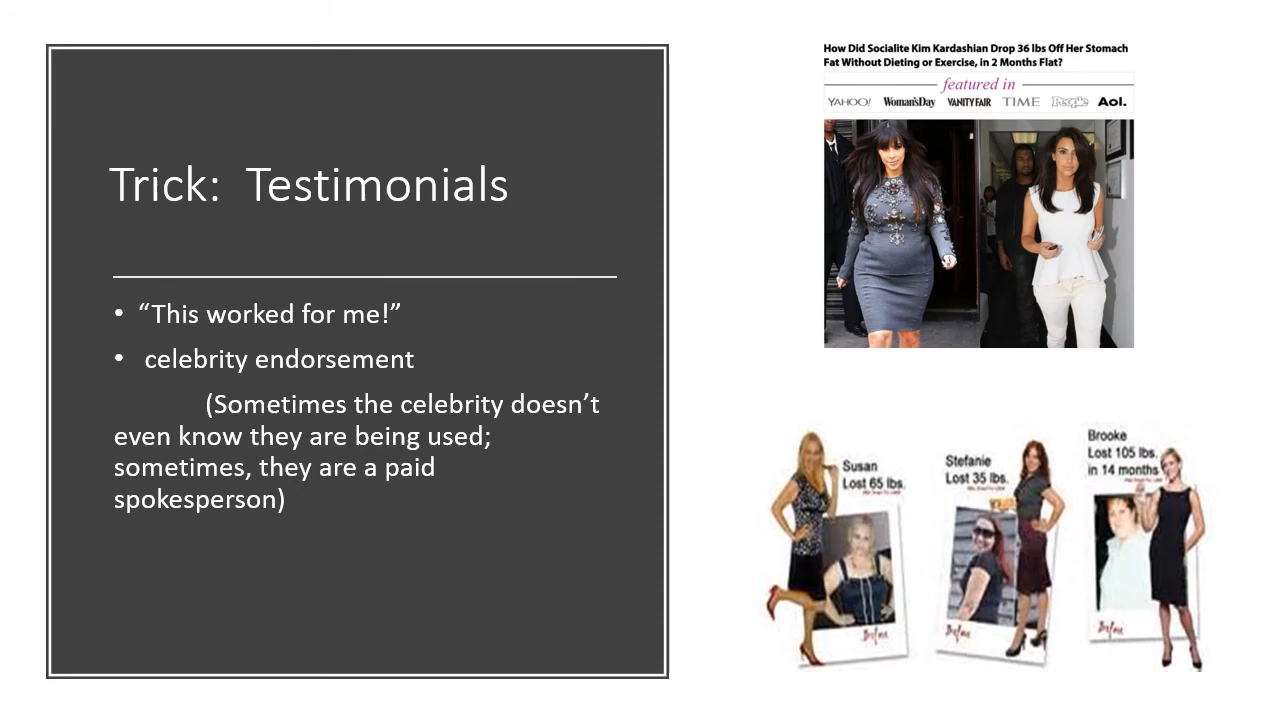 Trick:  Testimonials
• “This worked for me!”
• celebrity endorsement
(Sometimes the celebrity doesn’t
even know they are being used;
sometimes, they are a paid
spokesperson)
How Did Socialite Kim Kardashian Drop 36 lbs Off Her Stomach
Fat Without Dieting or Exercise, in 2 Months Flat?
featured in
YAHOO! Woman'sDay VANITY FAIR TIME People Aol.
Susan
Lost 65 lbs.
Before
Stefanie
Lost 35 lbs.
Before
Brooke
Lost 105 lbs.
in 14 months
Before